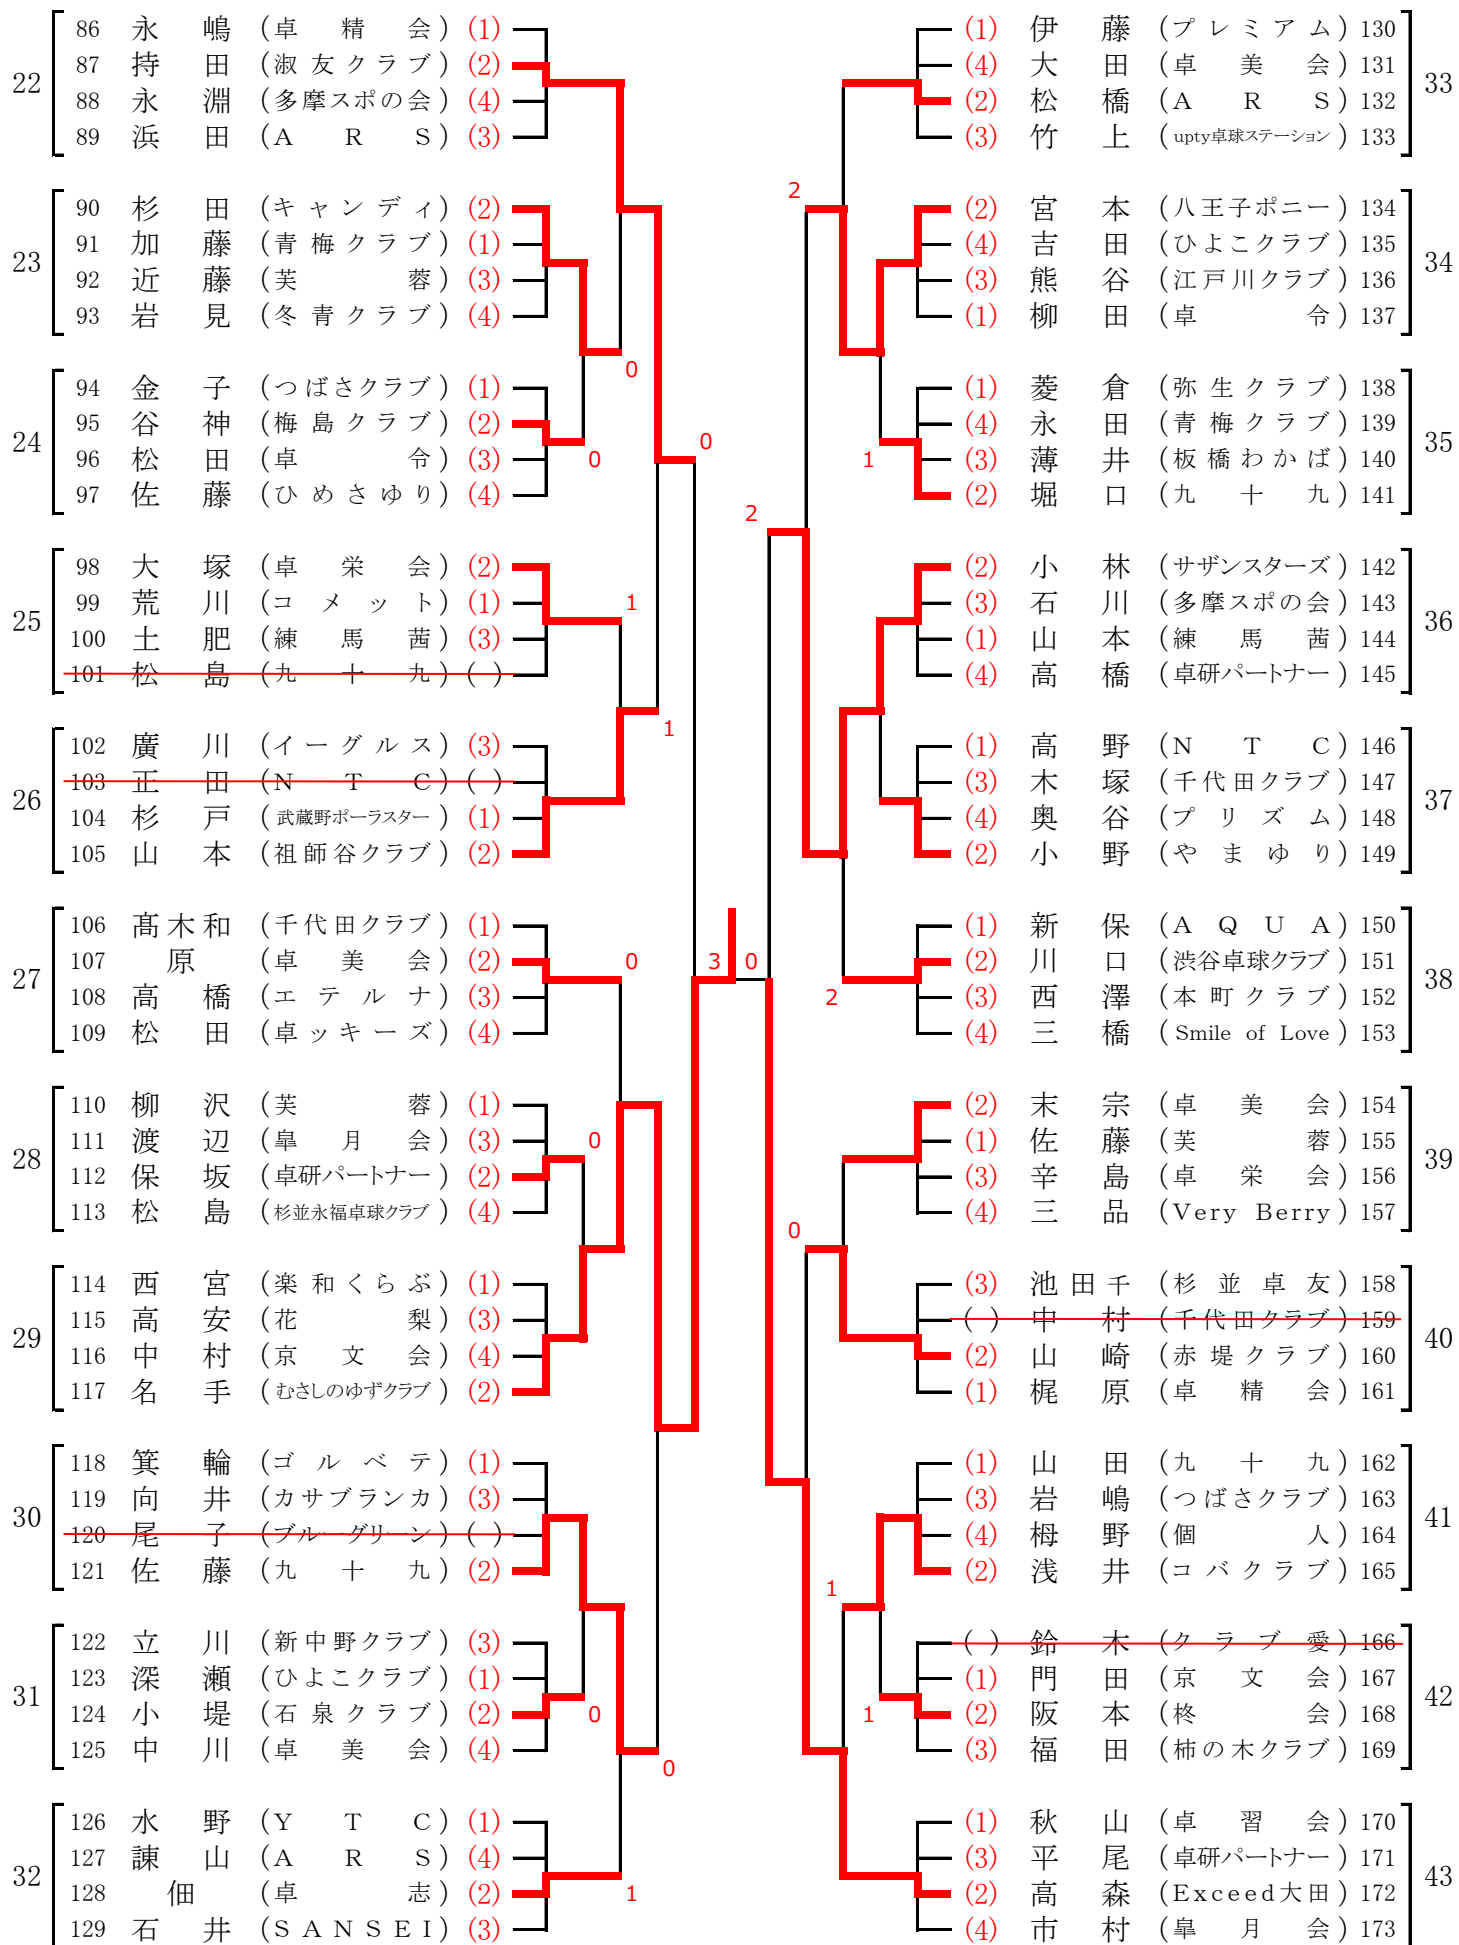 86 永嶋 (卓精会) (1)
87 持田 (淑友クラブ) (2)
22
88 永淵 (多摩スポの会) (4)
89 浜田 (ARS) (3)
90 杉田 (キャンディ) (2)
91 加藤 (青梅クラブ) (1)
23
92 近藤 (芙蓉) (3)
93 岩見 (冬青クラブ) (4)
0
94 金子 (つばさクラブ) (1)
95 谷神 (梅島クラブ) (2)
24
0
96 松田 (卓令) (3)
0
97 佐藤 (ひめさゆり) (4)
98 大塚 (卓栄会) (2)
99 荒川 (コメット) (1)
1
25
100 土肥 (練馬茜) (3)
101 松島 (九十九) ( )
1
102 廣川 (イーグルス) (3)
103 正田 (NTC) ( )
26
104 杉戸 (武蔵野ポーラスター) (1)
105 山本 (祖師谷クラブ) (2)
106 髙木和 (千代田クラブ) (1)
107 原 (卓美会) (2)
0
3 0
27
108 高橋 (エテルナ) (3)
109 松田 (卓ッキーズ) (4)
110 柳沢 (芙蓉) (1)
111 渡辺 (皐月会) (3)
0
28
112 保坂 (卓研パートナー) (2)
113 松島 (杉並永福卓球クラブ) (4)
114 西宮 (楽和くらぶ) (1)
115 高安 (花梨) (3)
29
116 中村 (京文会) (4)
117 名手 (むさしのゆずクラブ) (2)
118 箕輪 (ゴルベテ) (1)
119 向井 (カサブランカ) (3)
30
120 尾子 (ブルーグリーン) ( )
121 佐藤 (九十九) (2)
122 立川 (新中野クラブ) (3)
123 深瀬 (ひよこクラブ) (1)
31
124 小堤 (石泉クラブ) (2)
0
125 中川 (卓美会) (4)
0
126 水野 (YTC) (1)
127 諌山 (ARS) (4)
32
128 佃 (卓志) (2)
1
129 石井 (SANSEI) (3)
(1) 伊藤 (プレミアム) 130
(4) 大田 (卓美会) 131
33
(2) 松橋 (ARS) 132
(3) 竹上 (upty卓球ステーション) 133
2
(2) 宮本 (八王子ポニー) 134
(4) 吉田 (ひよこクラブ) 135
34
(3) 熊谷 (江戸川クラブ) 136
(1) 柳田 (卓令) 137
(1) 菱倉 (弥生クラブ) 138
(4) 永田 (青梅クラブ) 139
35
1
(3) 薄井 (板橋わかば) 140
(2) 堀口 (九十九) 141
2
(2) 小林 (サザンスターズ) 142
(3) 石川 (多摩スポの会) 143
36
(1) 山本 (練馬茜) 144
(4) 高橋 (卓研パートナー) 145
(1) 高野 (NTC) 146
(3) 木塚 (千代田クラブ) 147
37
(4) 奥谷 (プリズム) 148
(2) 小野 (やまゆり) 149
(1) 新保 (AQUA) 150
(2) 川口 (渋谷卓球クラブ) 151
38
2
(3) 西澤 (本町クラブ) 152
(4) 三橋 (Smile of Love) 153
(2) 末宗 (卓美会) 154
(1) 佐藤 (芙蓉) 155
39
(3) 辛島 (卓栄会) 156
(4) 三品 (Very Berry) 157
0
(3) 池田千 (杉並卓友) 158
( ) 中村 (千代田クラブ) 159
40
(2) 山崎 (赤堤クラブ) 160
(1) 梶原 (卓精会) 161
(1) 山田 (九十九) 162
(3) 岩嶋 (つばさクラブ) 163
41
(4) 栂野 (個人) 164
(2) 浅井 (コバクラブ) 165
1
( ) 鈴木 (クラブ愛) 166
(1) 門田 (京文会) 167
42
1
(2) 阪本 (柊会) 168
(3) 福田 (柿の木クラブ) 169
(1) 秋山 (卓習会) 170
(3) 平尾 (卓研パートナー) 171
43
(2) 高森 (Exceed大田) 172
(4) 市村 (皐月会) 173